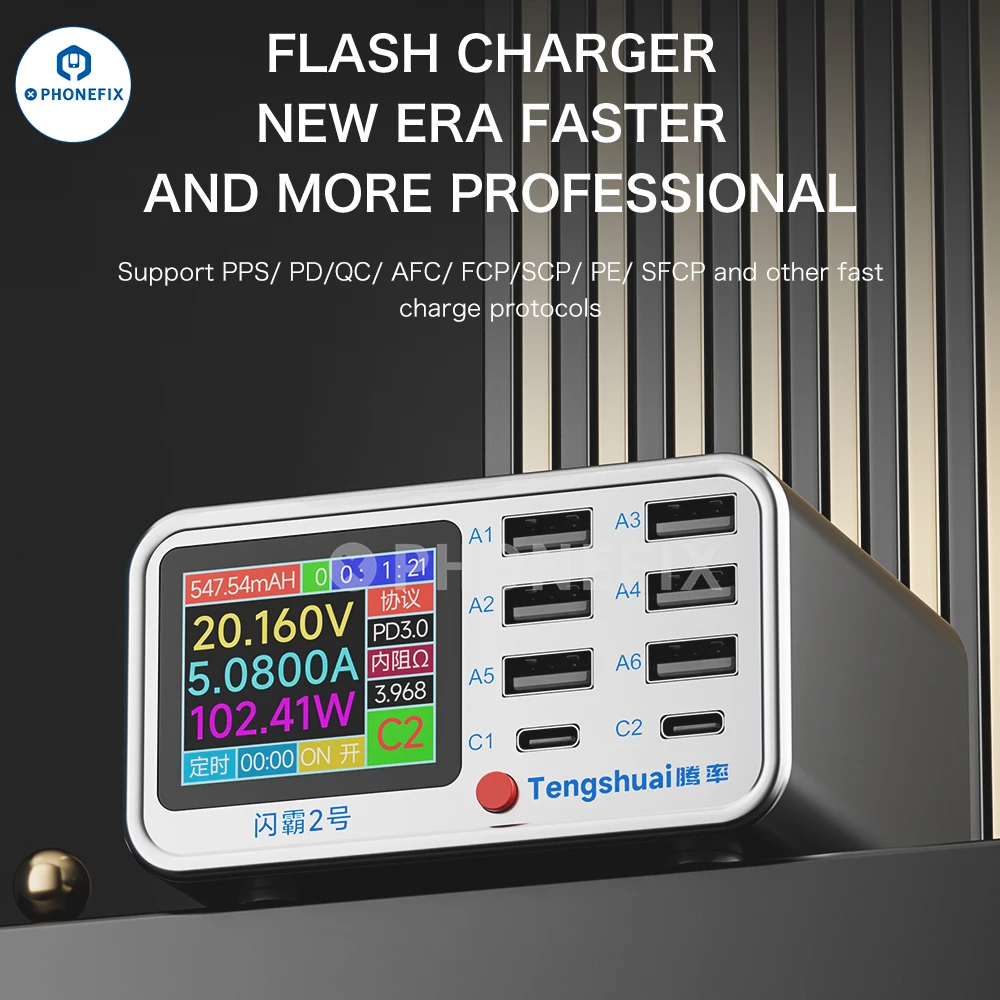 PHONEFIX
FLASH CHARGER
NEW ERA FASTER
AND MORE PROFESSIONAL
Support PPS/ PD/QC/ AFC/ FCP/SCP/ PE/ SFCP and other fast
charge protocols
PHONEFIX
547.54mAH 0 0: 1:21
20.160V
5.0800A
102.41W
协议
PD3.0
内阻Ω
3.968
C2
定时 00:00 ON 开
A1 A3
A2 A4
A5 A6
C1 C2
Tengshuai腾率
闪霸2号